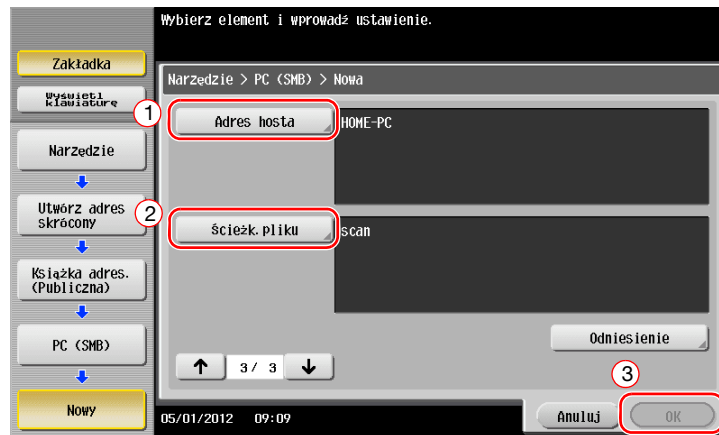 Wybierz element i wprowadź ustawienie.
Zakładka
Wyświetl
klawiaturę
Narzędzie > PC (SMB) > Nowa
1
Adres hosta
HOME-PC
Narzędzie
Utwórz adres
skrócony
2
Ścieżk.pliku
scan
Książka adres.
(Publiczna)
PC (SMB)
Odniesienie
↑ 3/ 3 ↓
3
Nowy
05/01/2012 09:09
Anuluj
OK